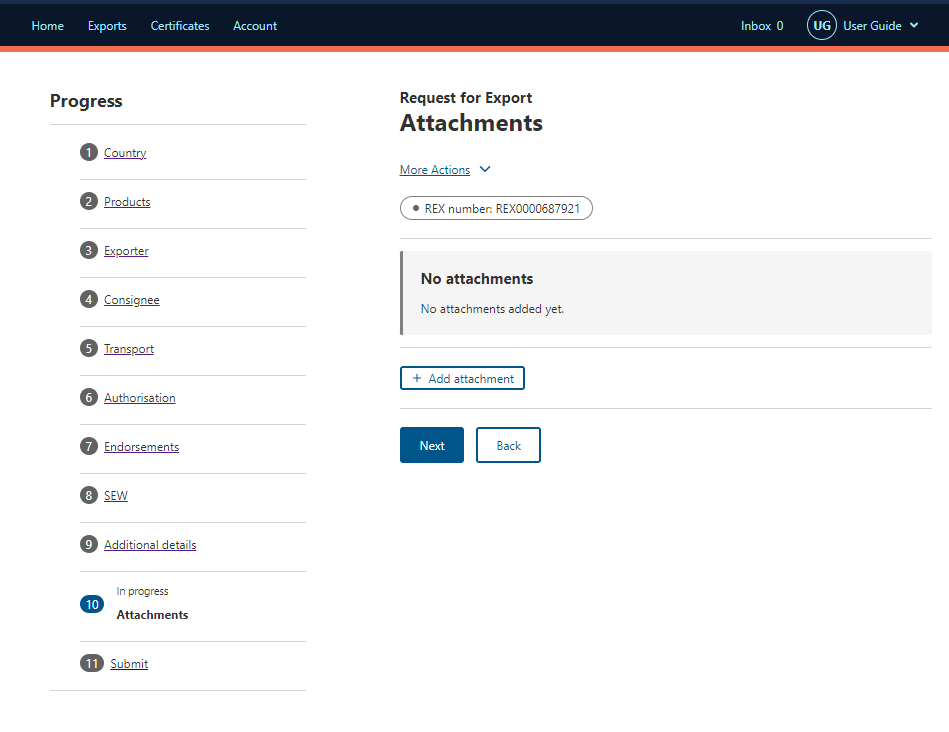 Home Exports Certificates Account Inbox 0 UG User Guide
Progress
1 Country
2 Products
3 Exporter
4 Consignee
5 Transport
6 Authorisation
7 Endorsements
8 SEW
9 Additional details
In progress
10 Attachments
11 Submit
Request for Export
Attachments
More Actions
REX number: REX0000687921
No attachments
No attachments added yet.
+ Add attachment
Next Back